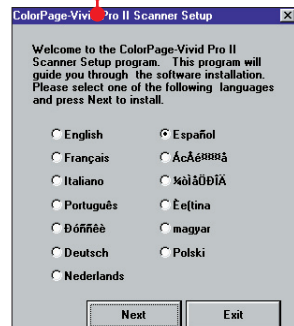 ColorPage-Vivid Pro II Scanner Setup
Welcome to the ColorPage-Vivid Pro II
Scanner Setup program. This program will
guide you through the software installation.
Please select one of the following languages
and press Next to install.
English
Español
Français
Italiano
Português
Ðóññêè
magyar
Deutsch
Polski
Nederlands
Next
Exit